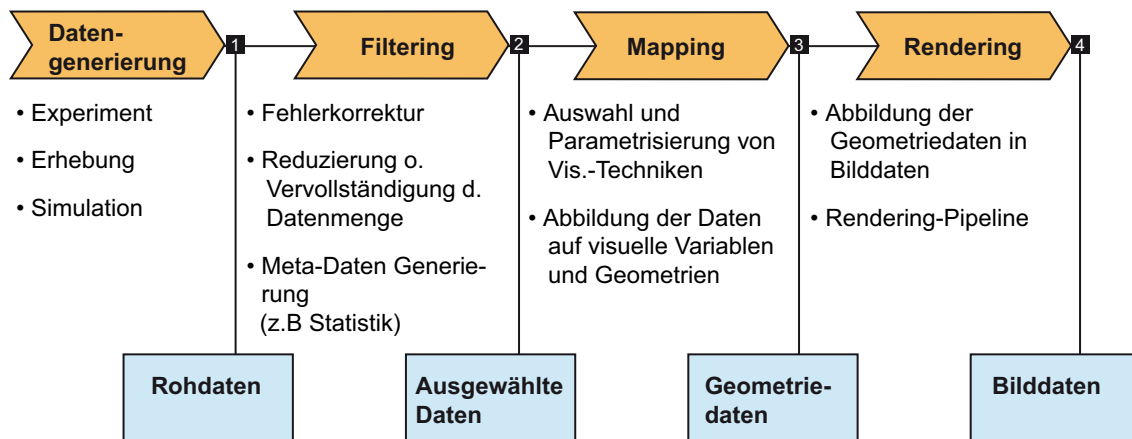 Daten-
generierung
1
Filtering
2
Mapping
3
Rendering
4
• Experiment
• Erhebung
• Simulation
• Fehlerkorrektur
• Reduzierung o.
Vervollständigung d.
Datenmenge
• Meta-Daten Generie-
rung
(z.B Statistik)
• Auswahl und
Parametrisierung von
Vis.-Techniken
• Abbildung der Daten
auf visuelle Variablen
und Geometrien
• Abbildung der
Geometriedaten in
Bilddaten
• Rendering-Pipeline
Rohdaten
Ausgewählte
Daten
Geometrie-
daten
Bilddaten